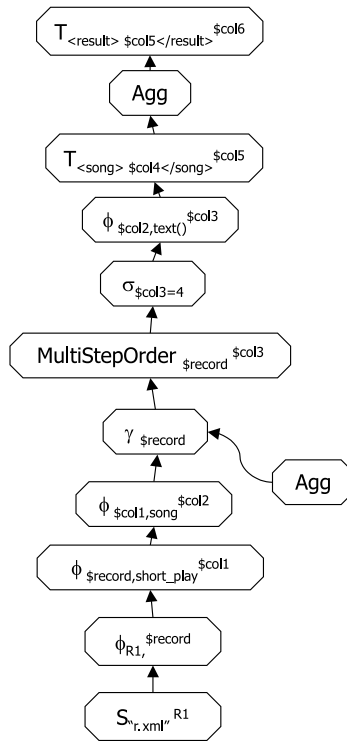 T <result> $col5</result> $col6
Agg
T <song> $col4</song> $col5
ϕ $col2,text() $col3
σ $col3=4
MultiStepOrder $record $col3
γ $record
Agg
ϕ $col1,song $col2
ϕ $record,short_play $col1
ϕ R1, $record
S "r.xml" R1